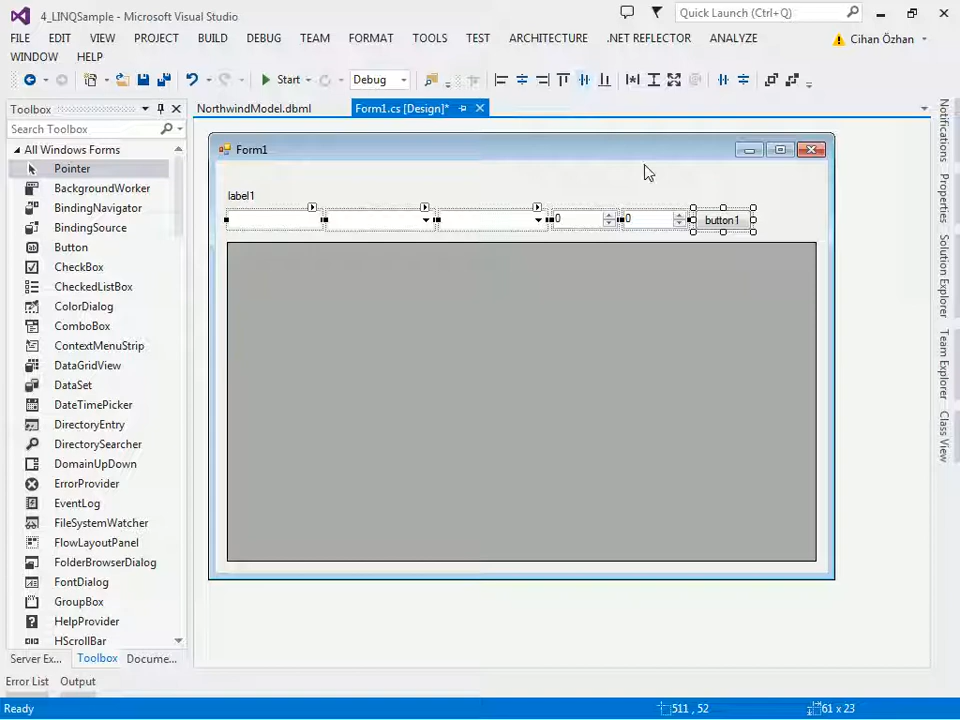 4_LINQSample - Microsoft Visual Studio
Quick Launch (Ctrl+Q)
FILE EDIT VIEW PROJECT BUILD DEBUG TEAM FORMAT TOOLS TEST ARCHITECTURE .NET REFLECTOR ANALYZE
Cihan Özhan
WINDOW HELP
Start
Debug
Toolbox
NorthwindModel.dbml
Form1.cs [Design]*
Search Toolbox
All Windows Forms
Pointer
BackgroundWorker
BindingNavigator
BindingSource
Button
CheckBox
CheckedListBox
ColorDialog
ComboBox
ContextMenuStrip
DataGridView
DataSet
DateTimePicker
DirectoryEntry
DirectorySearcher
DomainUpDown
ErrorProvider
EventLog
FileSystemWatcher
FlowLayoutPanel
FolderBrowserDialog
FontDialog
GroupBox
HelpProvider
HScrollBar
Form1
label1
0
0
button1
Notifications
Properties
Solution Explorer
Team Explorer
Class View
Server Ex...
Toolbox
Docume...
Error List
Output
Ready
511 , 52
61 x 23